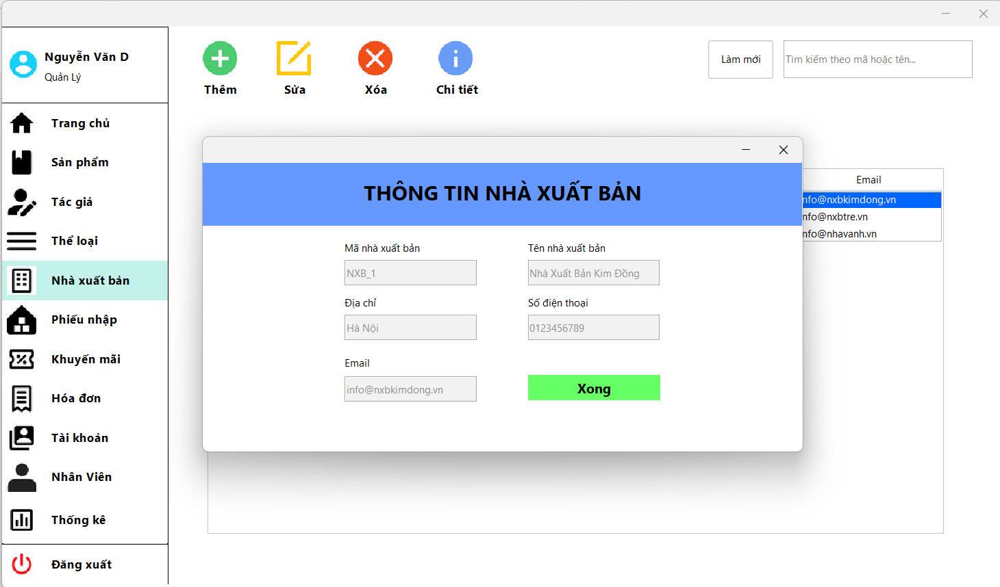 Nguyễn Văn D
Quản Lý
Trang chủ
Sản phẩm
Tác giả
Thể loại
Nhà xuất bản
Phiếu nhập
Khuyến mãi
Hóa đơn
Tài khoản
Nhân Viên
Thống kê
Đăng xuất
Thêm
Sửa
Xóa
Chi tiết
Làm mới
Tìm kiếm theo mã hoặc tên...
Email
nfo@nxbkimdong.vn
nfo@nxbtre.vn
nfo@nhavanh.vn
THÔNG TIN NHÀ XUẤT BẢN
Mã nhà xuất bản
NXB_1
Tên nhà xuất bản
Nhà Xuất Bản Kim Đồng
Địa chỉ
Hà Nội
Số điện thoại
0123456789
Email
info@nxbkimdong.vn
Xong